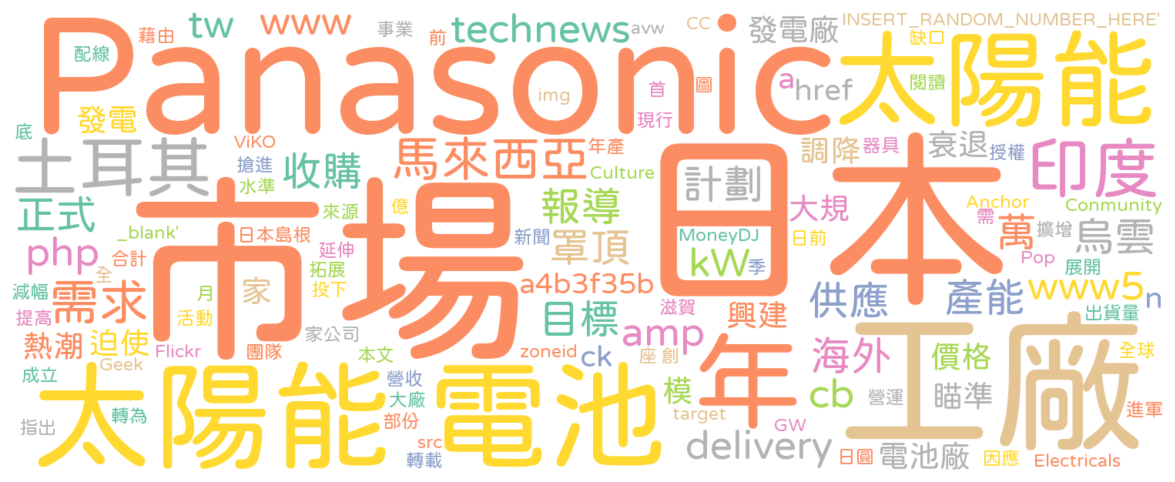 tw www 事業 前 technews avw CC 發電廠 INSERT_RANDOM_NUMBER_HERE'
藉由 配線 Panasonic 太陽能 缺口
img 首 圖 a href 閱讀
底 發電 現行
ViKO 搶進 年產 調降 器具 衰退 授權
土耳其 水準 收購 馬來西亞 Culture 日本 計劃 印度
正式 來源 億 報導 大規 Anchor Conmunity
市場 需 萬 擴增 烏雲
_blank' 日本島根 新聞 罩頂 MoneyDJ 日前
php 合計 延伸 kW 季 Pop 展開
全 拓展 a4b3f35b
減幅 需求 月 家 投下 目標 滋賀 興建 供應 產能 www5 n
提高 活動 amp 出貨量
熱潮 迫使 家公司 年 海外 價格 工廠 全球
Flickr 團隊 本文 zoneid ck 座 創
Geek
成立 太陽能電池 營收 模 cb 營運 瞄準
轉為 大廠 target 進軍
指出 部份 GW
src delivery
轉載 日圓 電池廠 因應 Electricals